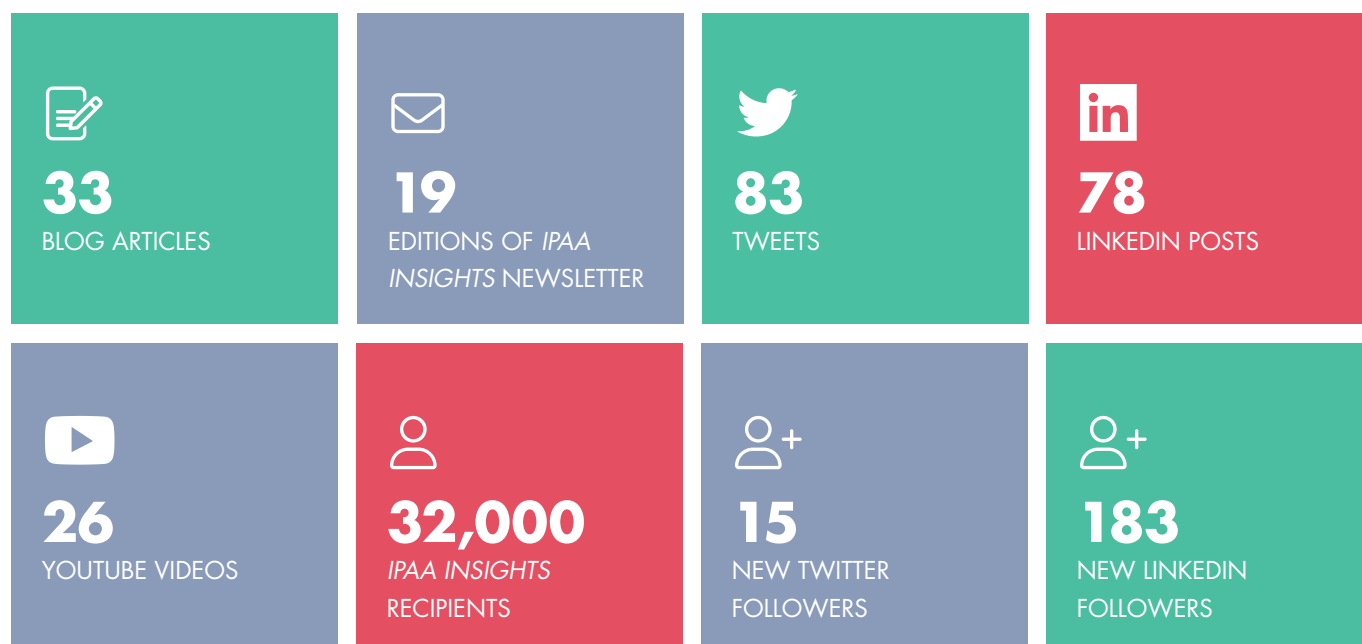 33
BLOG ARTICLES
19
EDITIONS OF IPAA
INSIGHTS NEWSLETTER
83
TWEETS
in
78
LINKEDIN POSTS
26
YOUTUBE VIDEOS
32,000
IPAA INSIGHTS
RECIPIENTS
15
NEW TWITTER
FOLLOWERS
183
NEW LINKEDIN
FOLLOWERS